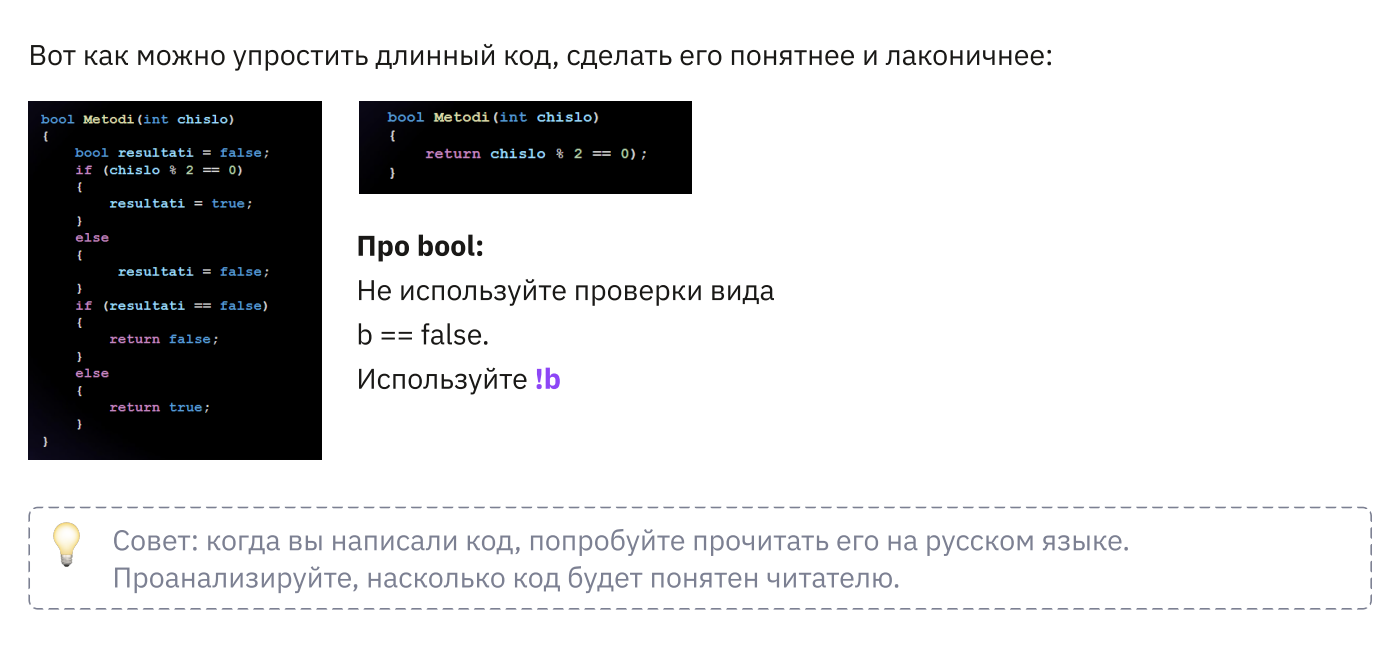 Вот как можно упростить длинный код, сделать его понятнее и лаконичнее:
bool Metodi(int chislo)
{
bool resultati = false;
if (chislo % 2 == 0)
{
resultati = true;
}
else
{
resultati = false;
}
if (resultati == false)
{
return false;
}
else
{
return true;
}
}
bool Metodi(int chislo)
{
return chislo % 2 == 0);
}
Про bool:
Не используйте проверки вида
b == false.
Используйте !b
Совет: когда вы написали код, попробуйте прочитать его на русском языке.
Проанализируйте, насколько код будет понятен читателю.